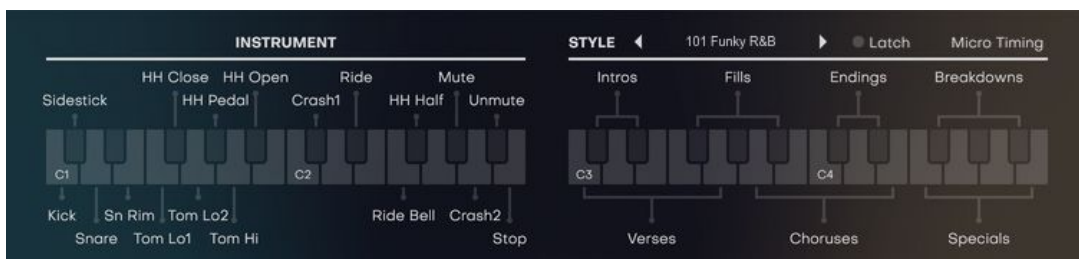 INSTRUMENT
STYLE 101 Funky R&B Latch Micro Timing
HH Close HH Open Ride Mute
Intros Fills Endings Breakdowns
Sidestick HH Pedal Crash1 HH Half Unmute
C1 C2 C3 C4
Kick Sn Rim Tom Lo2 Ride Bell Crash2
Snare Tom Lo1 Tom Hi Stop
Verses Choruses Specials